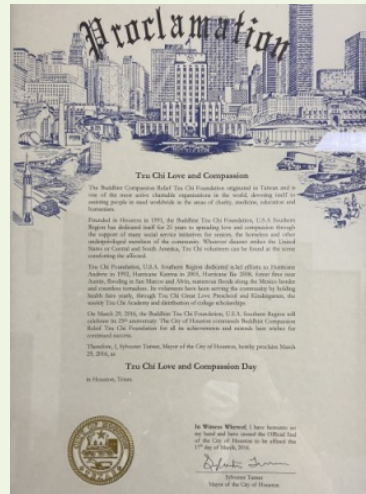 Proclamation
Tzu Chi Love and Compassion
The Buddhist Compassion Relief Tzu Chi Foundation originated in Taiwan and is
one of the most active charitable organizations in the world, devoting itself to
assisting people in need worldwide in the areas of charity, medicine, education and
humanism.
Founded in Houston in 1991, the Buddhist Tzu Chi Foundation, U.S.A Southern
Region has dedicated itself for 25 years to spreading love and compassion through
the support of many social service initiatives for seniors, the homeless and other
underprivileged members of the community. Whenever disaster strikes the United
States or Central and South America, Tzu Chi volunteers can be found at the scene
comforting the affected.
Tzu Chi Foundation, U.S.A. Southern Region dedicated relief efforts to Hurricane
Andrew in 1992, Hurricane Katrina in 2005, Hurricane Ike 2008, forest fires near
Austin, flooding in San Marcos and Alvin, numerous floods along the Mexico border
and countless tornadoes. Its volunteers have been serving the community by holding
health fairs yearly, through Tzu Chi Great Love Preschool and Kindergarten, the
weekly Tzu Chi Academy and distribution of college scholarships.
On March 29, 2016, the Buddhist Tzu Chi Foundation, U.S.A. Southern Region will
celebrate its 25th anniversary. The City of Houston commends Buddhist Compassion
Relief Tzu Chi Foundation for all its achievements and extends best wishes for
continued success.
Therefore, I, Sylvester Turner, Mayor of the City of Houston, hereby proclaim March
29, 2016, as
Tzu Chi Love and Compassion Day
in Houston, Texas.
In Witness Whereof, I have hereunto set
my hand and have caused the Official Seal
of the City of Houston to be affixed this
17th day of March, 2016.
Sylvester Turner
Sylvester Turner
Mayor of the City of Houston